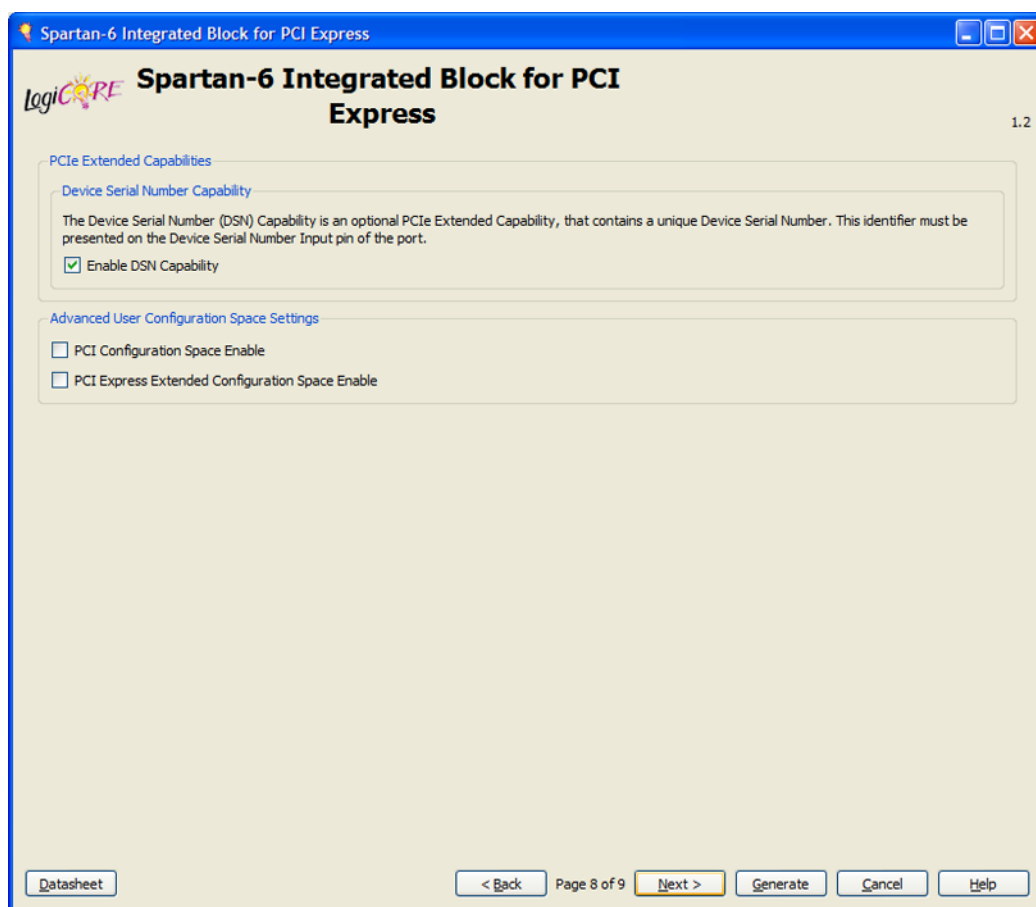 Spartan-6 Integrated Block for PCI Express
LogiCORE
Spartan-6 Integrated Block for PCI
Express
1.2
PCIe Extended Capabilities
Device Serial Number Capability
The Device Serial Number (DSN) Capability is an optional PCIe Extended Capability, that contains a unique Device Serial Number. This identifier must be
presented on the Device Serial Number Input pin of the port.
Enable DSN Capability
Advanced User Configuration Space Settings
PCI Configuration Space Enable
PCI Express Extended Configuration Space Enable
Datasheet
< Back
Page 8 of 9
Next >
Generate
Cancel
Help